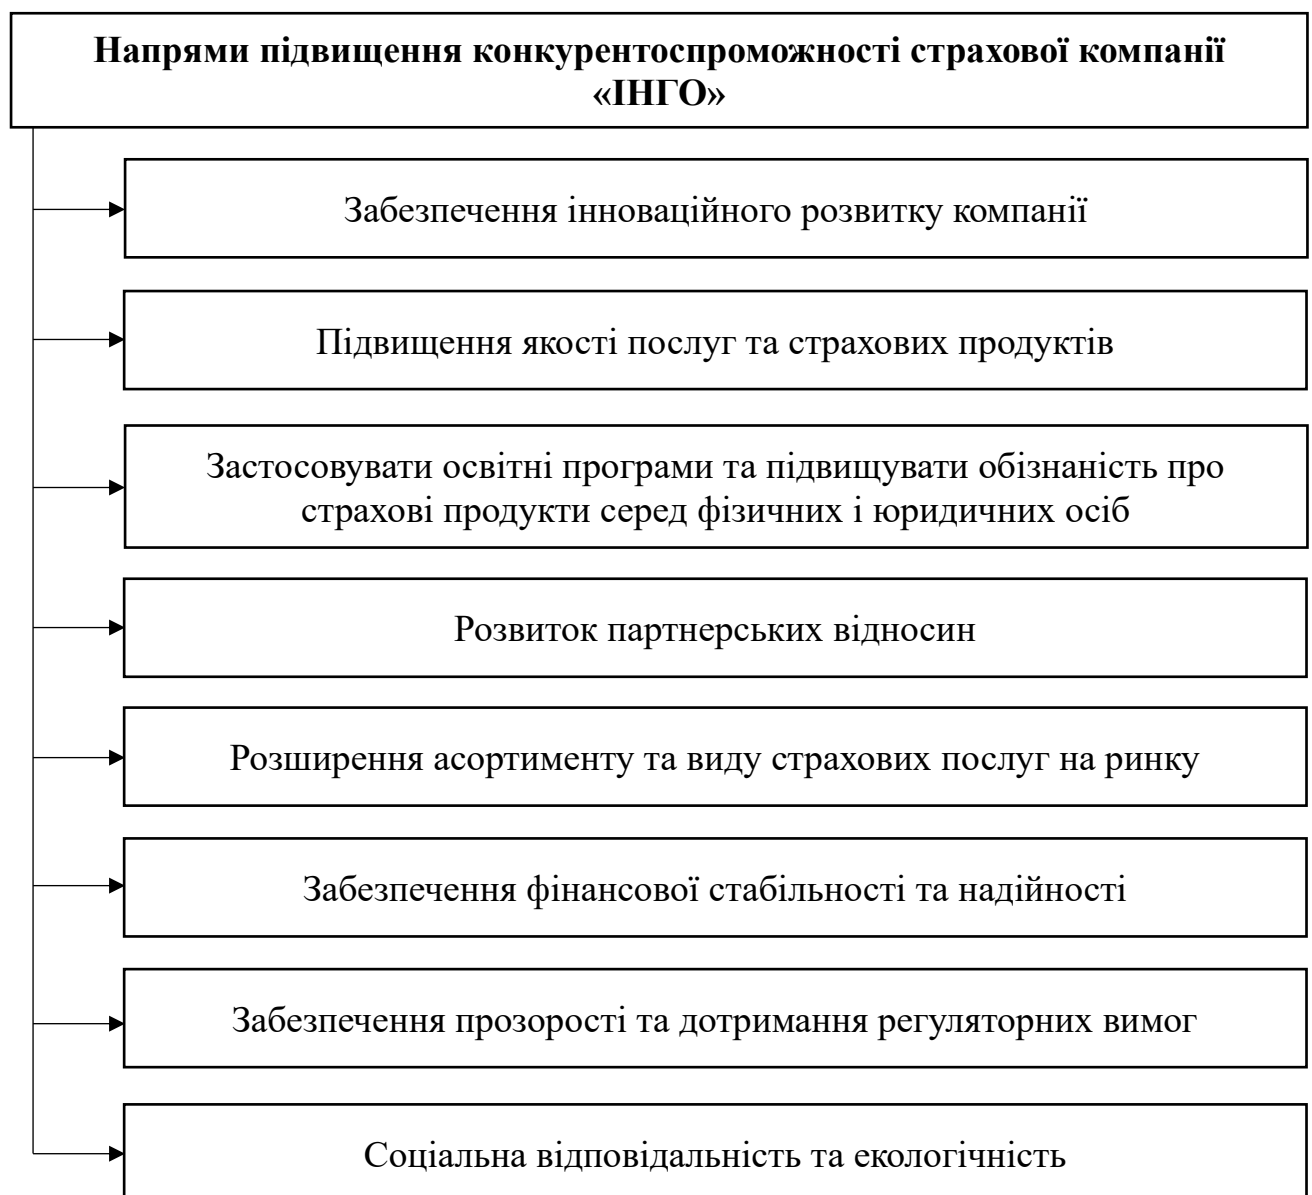 Напрями підвищення конкурентоспроможності страхової компанії
«ІНГО»
Забезпечення інноваційного розвитку компанії
Підвищення якості послуг та страхових продуктів
Застосовувати освітні програми та підвищувати обізнаність про
страхові продукти серед фізичних і юридичних осіб
Розвиток партнерських відносин
Розширення асортименту та виду страхових послуг на ринку
Забезпечення фінансової стабільності та надійності
Забезпечення прозорості та дотримання регуляторних вимог
Соціальна відповідальність та екологічність